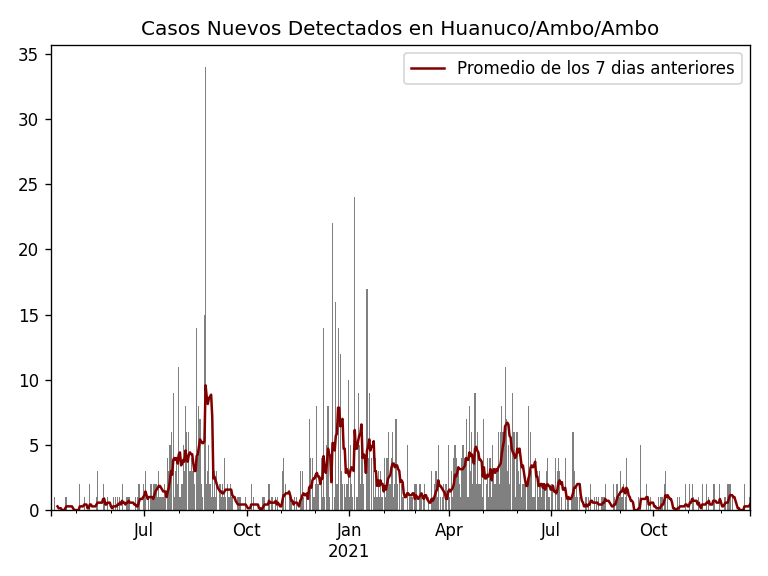 Casos Nuevos Detectados en Huanuco/Ambo/Ambo
Promedio de los 7 dias anteriores
35
30
25
20
15
10
5
0
Jul
Oct
Jan
2021
Apr
Jul
Oct